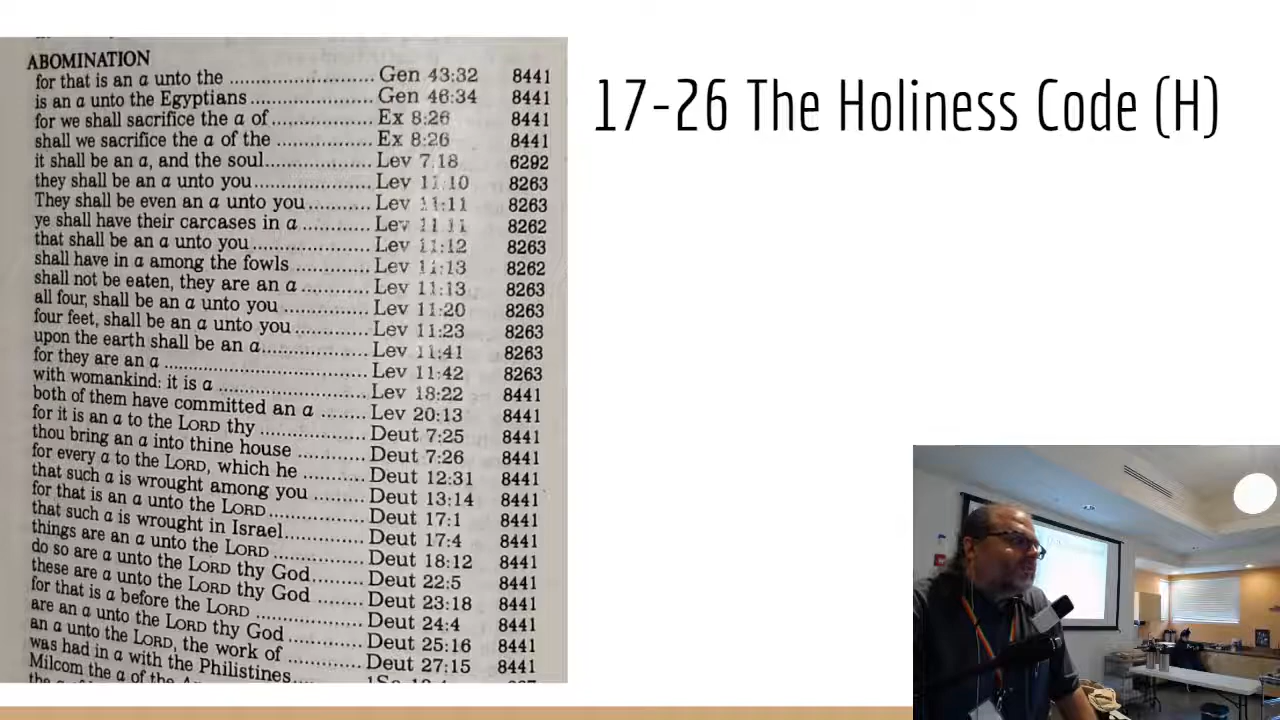 ABOMINATION
for that is an a unto the ........................ Gen 43:32 8441
is an a unto the Egyptians .................... Gen 46:34 8441
for we shall sacrifice the a of ................. Ex 8:26 8441
shall we sacrifice the a of the ................ Ex 8:26 8441
it shall be an a, and the soul .................. Lev 7.18 6292
they shall be an a unto you .................... Lev 11:10 8263
They shall be even an a unto you ........... Lev 11:11 8263
ye shall have their carcases in a ............ Lev 11 11 8262
that shall be an a unto you .................... Lev 11:12 8263
shall have in a among the fowls ............. Lev 11:13 8262
shall not be eaten, they are an a ............ Lev 11:13 8263
all four, shall be an a unto you ............... Lev 11:20 8263
four feet, shall be an a unto you ............. Lev 11:23 8263
upon the earth shall be an a .................. Lev 11:41 8263
for they are an a .................................. Lev 11:42 8263
with womankind: it is a ......................... Lev 18:22 8441
both of them have committed an a ........ Lev 20:13 8441
for it is an a to the LORD thy .................. Deut 7:25 8441
thou bring an a into thine house ............ Deut 7:26 8441
for every a to the LORD, which he ........... Deut 12:31 8441
that such a is wrought among you ........ Deut 13:14 8441
for that is an a unto the LORD ................ Deut 17:1 8441
that such a is wrought in Israel .............. Deut 17:4 8441
things are an a unto the LORD ............... Deut 18:12 8441
do so are a unto the LORD thy God ........ Deut 22:5 8441
these are a unto the LORD thy God ........ Deut 23:18 8441
for that is a before the LORD .................. Deut 24:4 8441
are an a unto the LORD thy God ............. Deut 25:16 8441
an a unto the LORD, the work of ............. Deut 27:15 8441
was had in a with the Philistines
Milcom the a of the
17-26 The Holiness Code (H)